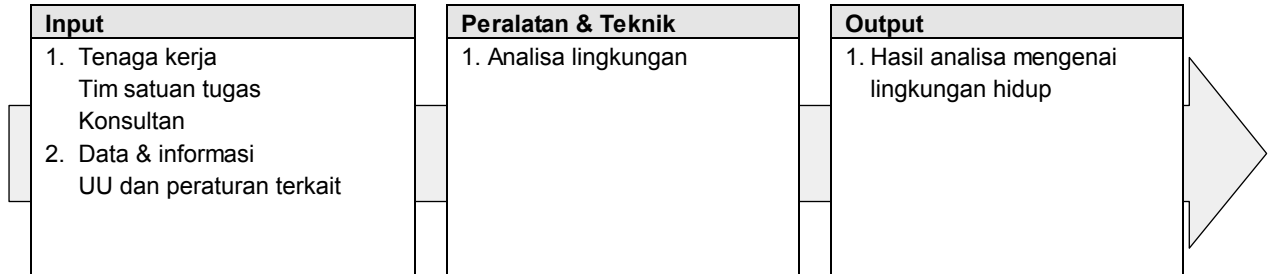 Input
1. Tenaga kerja
Tim satuan tugas
Konsultan
2. Data & informasi
UU dan peraturan terkait
Peralatan & Teknik
1. Analisa lingkungan
Output
1. Hasil analisa mengenai
lingkungan hidup